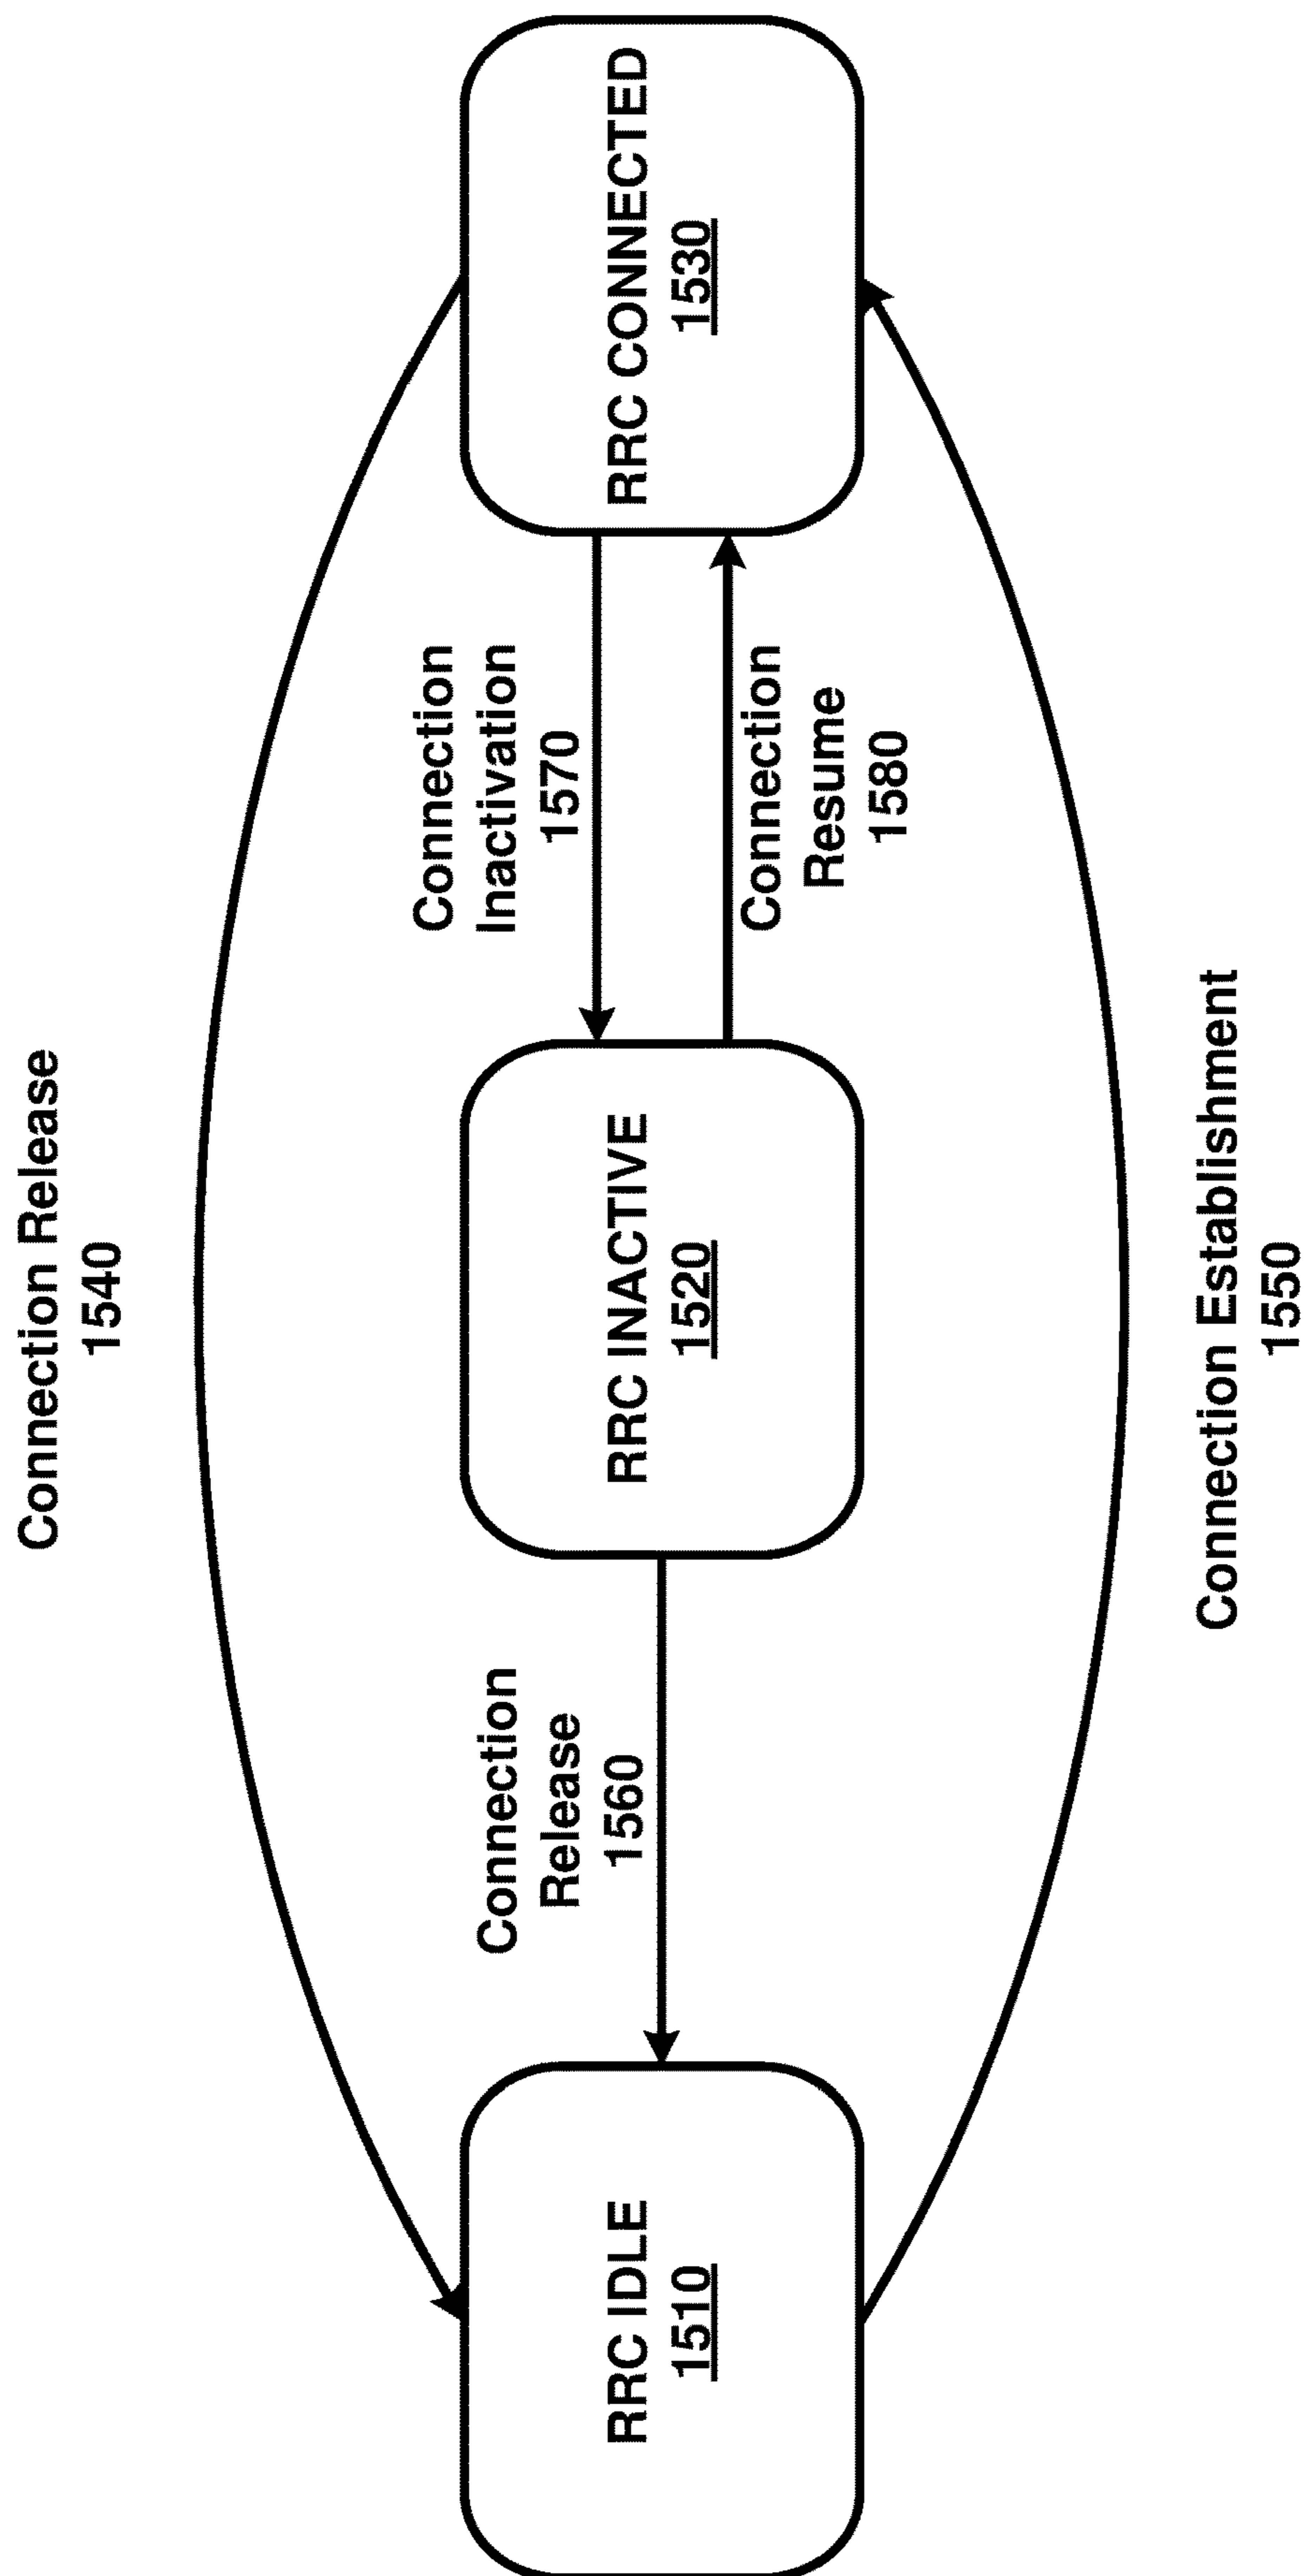 Connection Release
1540
RRC IDLE
1510
Connection
Release
1560
RRC INACTIVE
1520
Connection
Inactivation
1570
Connection
Resume
1580
RRC CONNECTED
1530
Connection Establishment
1550